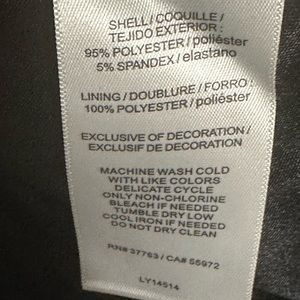 SHELL / COQUILLE /
TEJIDO EXTERIOR :
95% POLYESTER / poliéster
5% SPANDEX / elastano
LINING / DOUBLURE / FORRO :
100% POLYESTER / poliéster
EXCLUSIVE OF DECORATION /
EXCLUSIF DE DECORATION
MACHINE WASH COLD
WITH LIKE COLORS
DELICATE CYCLE
ONLY NON-CHLORINE
BLEACH IF NEEDED
TUMBLE DRY LOW
COOL IRON IF NEEDED
DO NOT DRY CLEAN
RN# 37763 / CA# 55972
LY14514